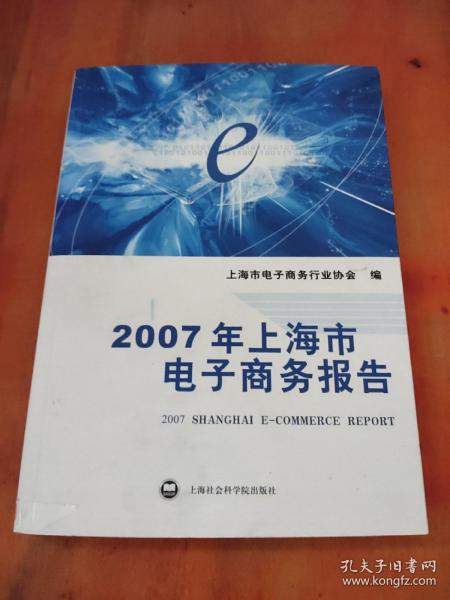 e
上海市电子商务行业协会 编
2007年上海市
电子商务报告
2007 SHANGHAI E-COMMERCE REPORT
上海社会科学院出版社
孔夫子旧书网
www.kongfz.com